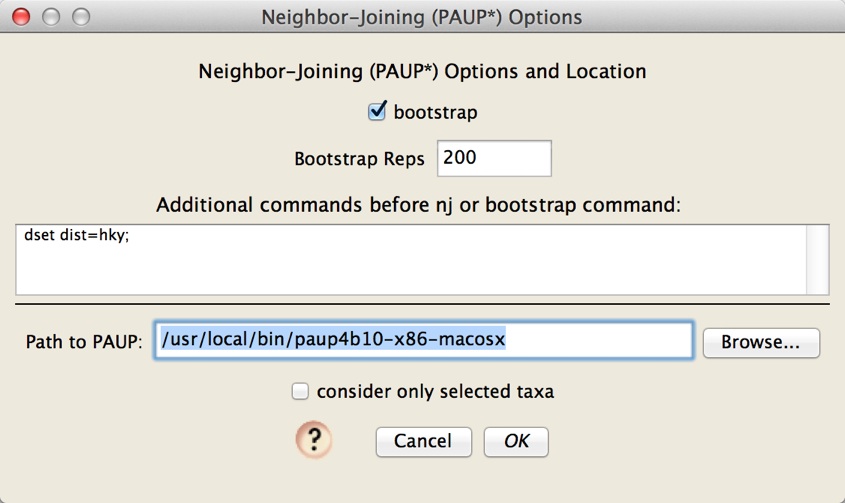 Neighbor-Joining (PAUP*) Options
Neighbor-Joining (PAUP*) Options and Location
bootstrap
Bootstrap Reps 200
Additional commands before nj or bootstrap command:
dset dist=hky;
Path to PAUP: /usr/local/bin/paup4b10-x86-macosx Browse...
consider only selected taxa
? Cancel OK